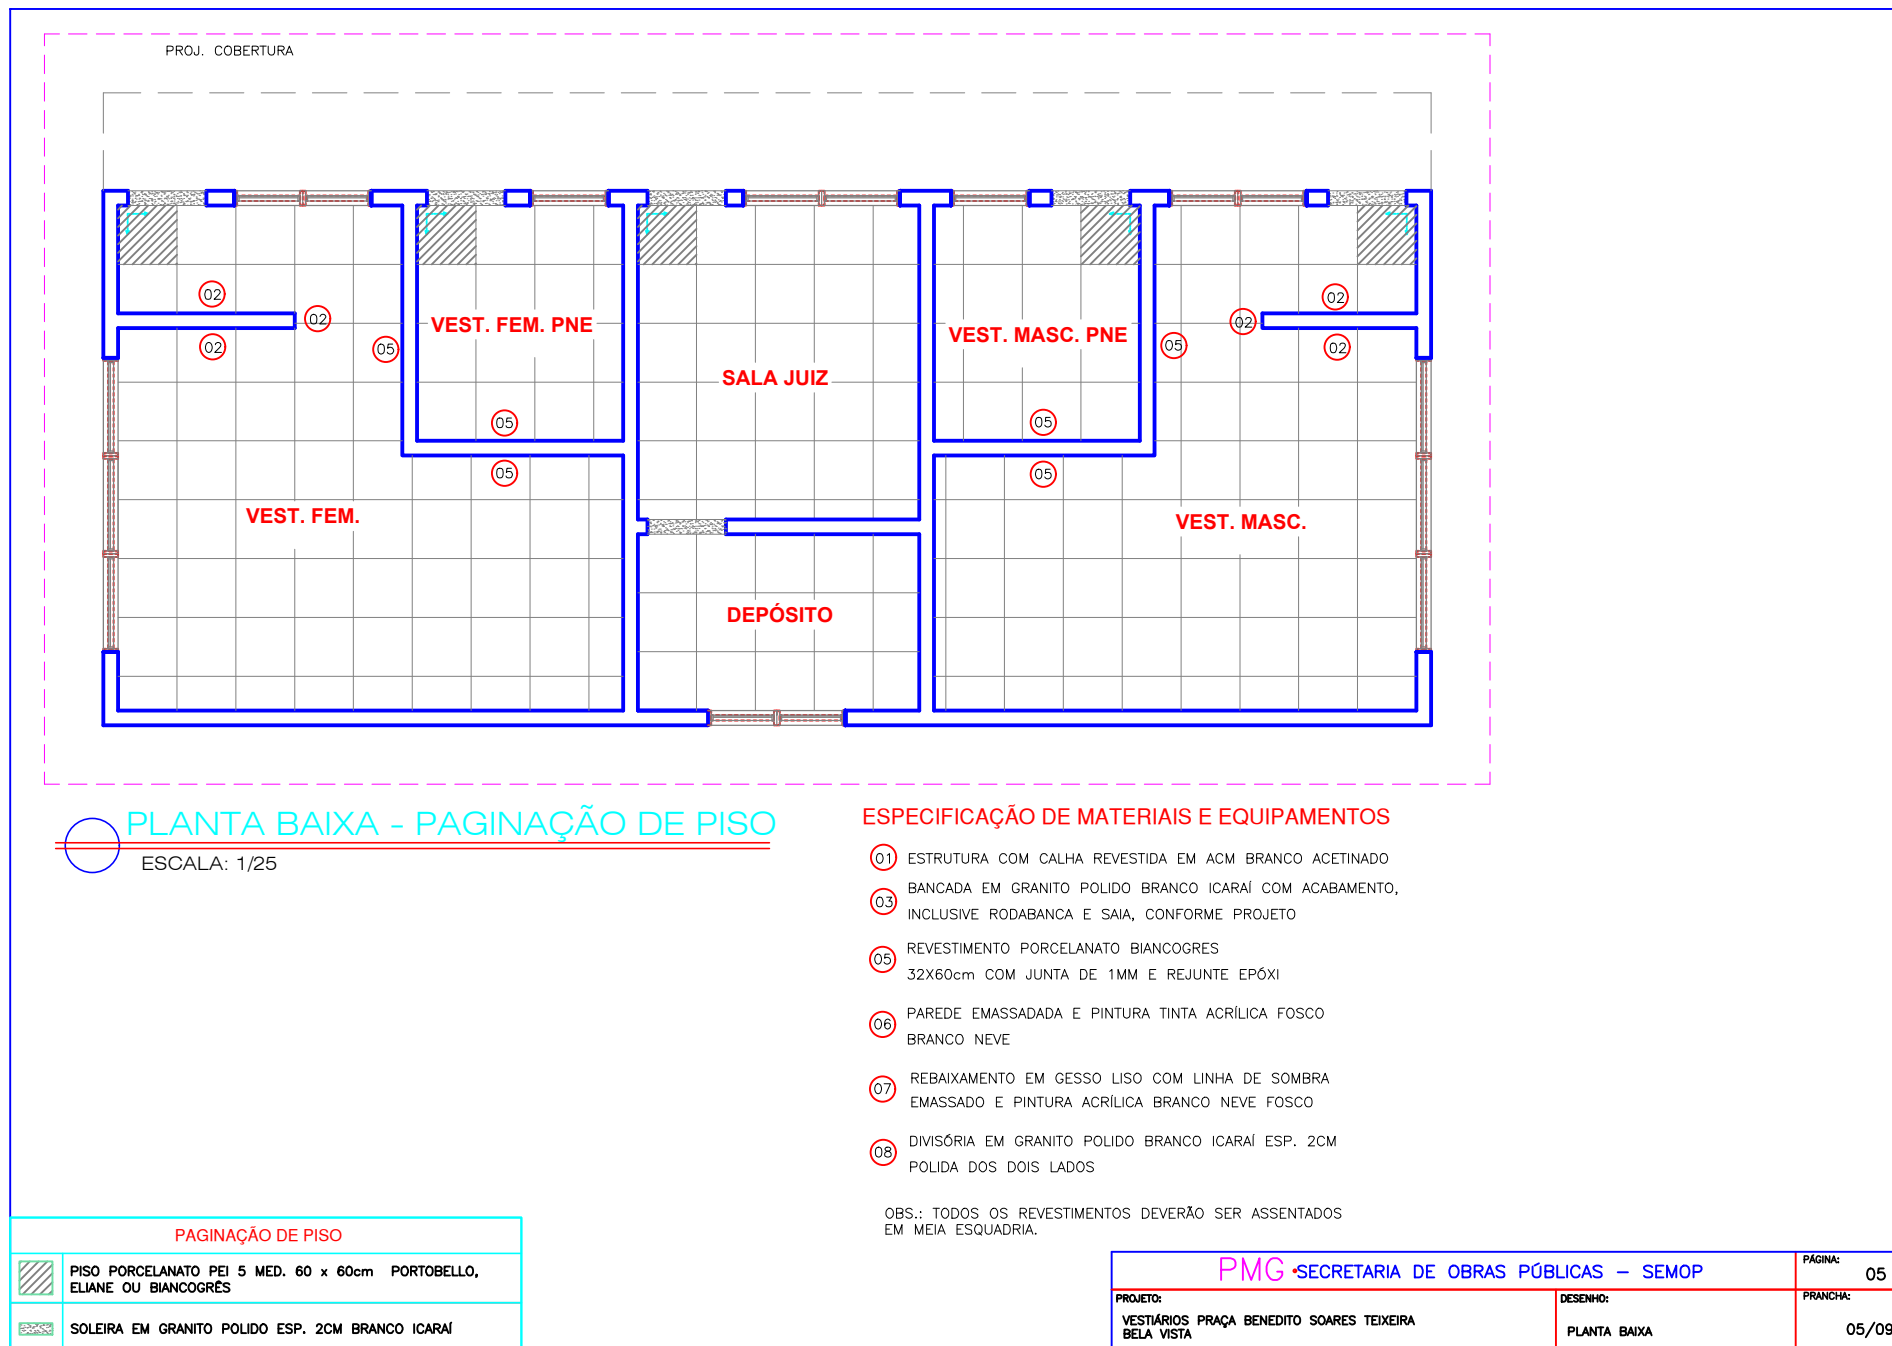 PROJ. COBERTURA
02
02
02
05
VEST. FEM. PNE
05
05
VEST. FEM.
SALA JUIZ
DEPÓSITO
VEST. MASC. PNE
05
05
05
02
02
02
VEST. MASC.
PLANTA BAIXA - PAGINAÇÃO DE PISO
ESCALA: 1/25
ESPECIFICAÇÃO DE MATERIAIS E EQUIPAMENTOS
01 ESTRUTURA COM CALHA REVESTIDA EM ACM BRANCO ACETINADO
03 BANCADA EM GRANITO POLIDO BRANCO ICARAÍ COM ACABAMENTO,
INCLUSIVE RODABANCA E SAIA, CONFORME PROJETO
05 REVESTIMENTO PORCELANATO BIANCOGRES
32X60cm COM JUNTA DE 1MM E REJUNTE EPÓXI
06 PAREDE EMASSADADA E PINTURA TINTA ACRÍLICA FOSCO
BRANCO NEVE
07 REBAIXAMENTO EM GESSO LISO COM LINHA DE SOMBRA
EMASSADO E PINTURA ACRÍLICA BRANCO NEVE FOSCO
08 DIVISÓRIA EM GRANITO POLIDO BRANCO ICARAÍ ESP. 2CM
POLIDA DOS DOIS LADOS
OBS.: TODOS OS REVESTIMENTOS DEVERÃO SER ASSENTADOS
EM MEIA ESQUADRIA.
PAGINAÇÃO DE PISO
PISO PORCELANATO PEI 5 MED. 60 x 60cm PORTOBELLO,
ELIANE OU BIANCOGRÊS
SOLEIRA EM GRANITO POLIDO ESP. 2CM BRANCO ICARAÍ
PMG • SECRETARIA DE OBRAS PÚBLICAS – SEMOP
PÁGINA:
05
PROJETO:
VESTIÁRIOS PRAÇA BENEDITO SOARES TEIXEIRA
BELA VISTA
DESENHO:
PLANTA BAIXA
PRANCHA:
05/09